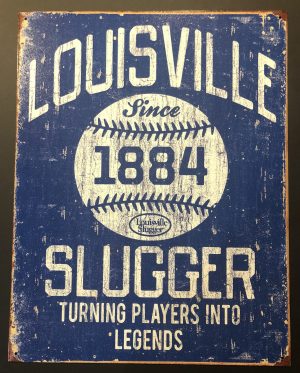 LOUISVILLE
Since
1884
Louisville
Slugger
SLUGGER
TURNING PLAYERS INTO
LEGENDS